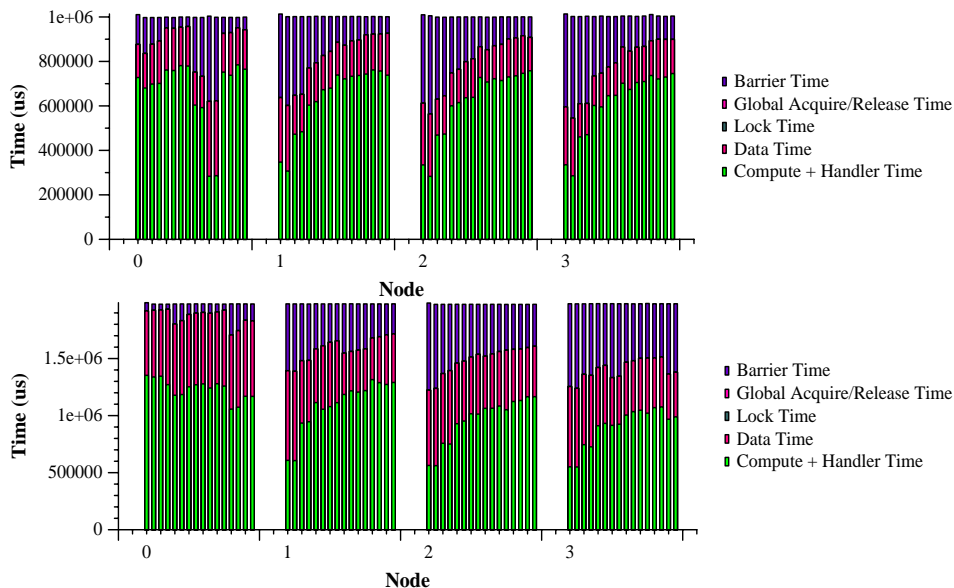 1e+06
800000
600000
400000
200000
0
Time (us)
0 1 2 3
Node
Barrier Time
Global Acquire/Release Time
Lock Time
Data Time
Compute + Handler Time
1.5e+06
1e+06
500000
0
Time (us)
0 1 2 3
Node
Barrier Time
Global Acquire/Release Time
Lock Time
Data Time
Compute + Handler Time